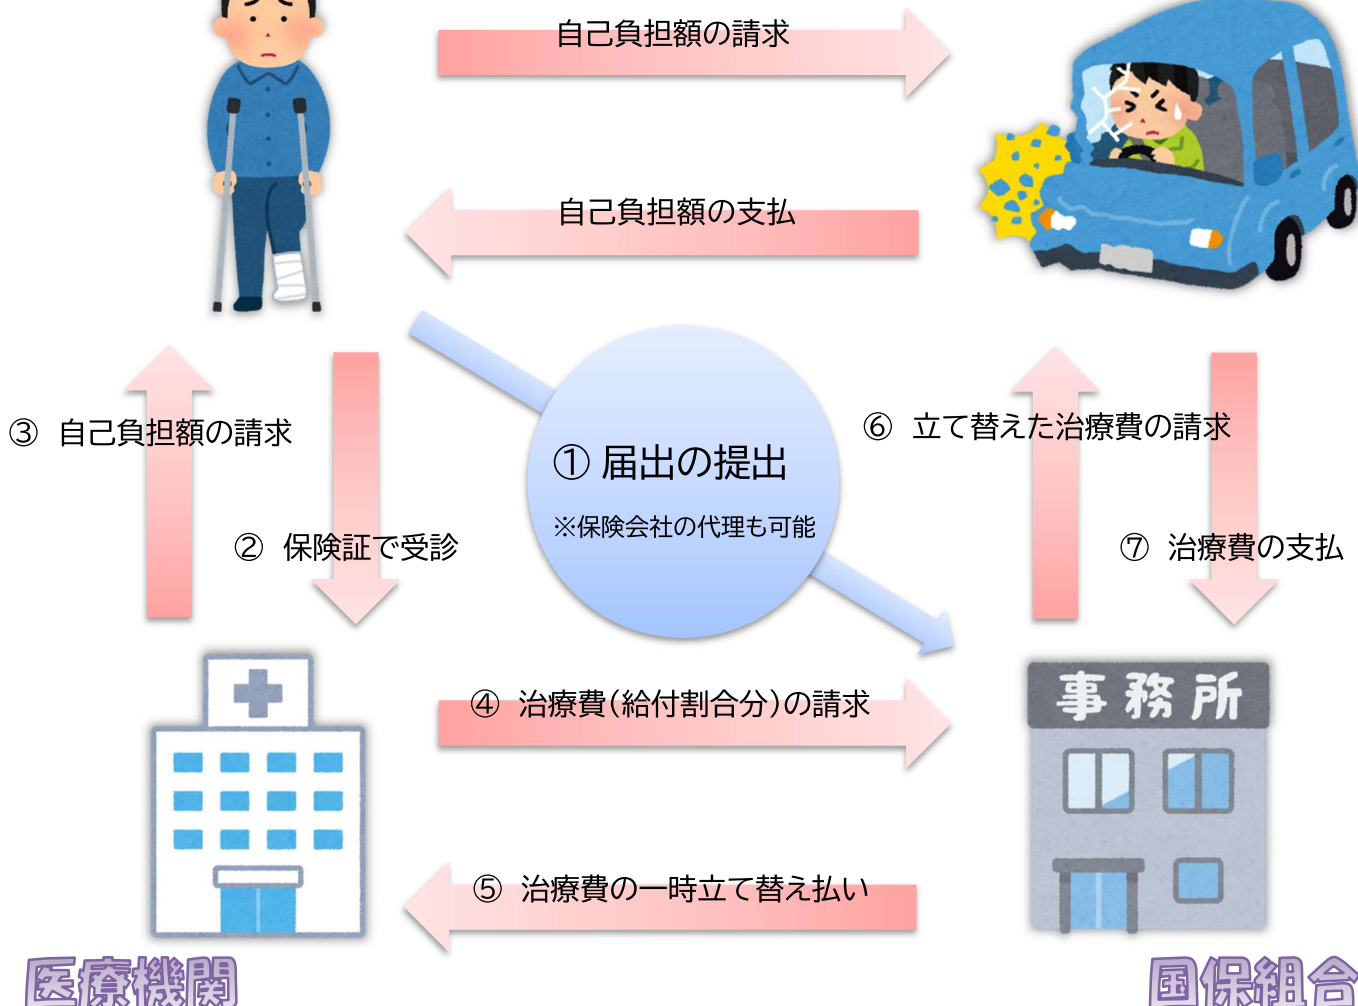 自己負担額の請求
自己負担額の支払
① 届出の提出
※保険会社の代理も可能
③ 自己負担額の請求
② 保険証で受診
⑥ 立て替えた治療費の請求
⑦ 治療費の支払
④ 治療費(給付割合分)の請求
⑤ 治療費の一時立て替え払い
事務所
医療機関
国保組合